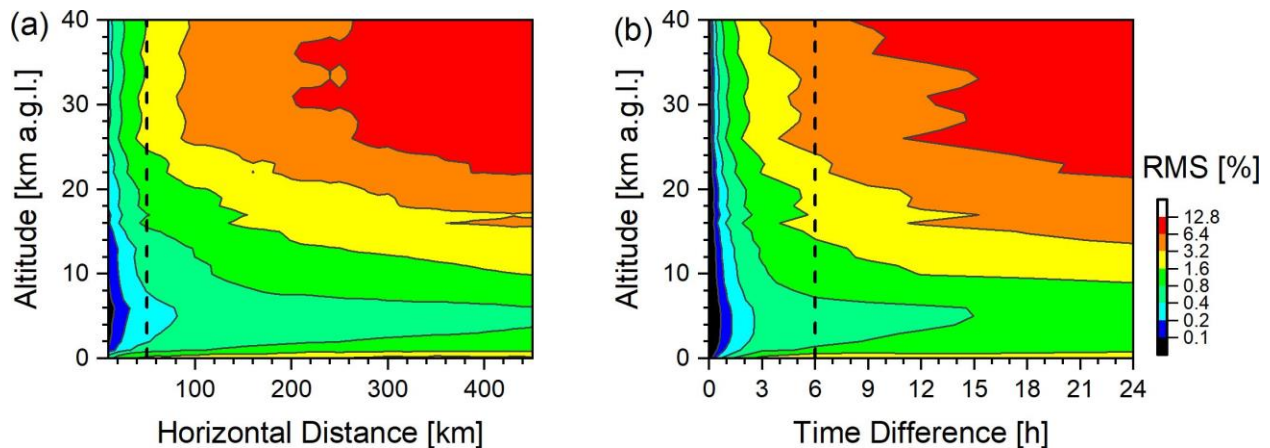 (a)
Altitude [km a.g.l.]
40
30
20
10
0
100 200 300 400
Horizontal Distance [km]
(b)
Altitude [km a.g.l.]
40
30
20
10
0
0 3 6 9 12 15 18 21 24
Time Difference [h]
RMS [%]
12.8
6.4
3.2
1.6
0.8
0.4
0.2
0.1